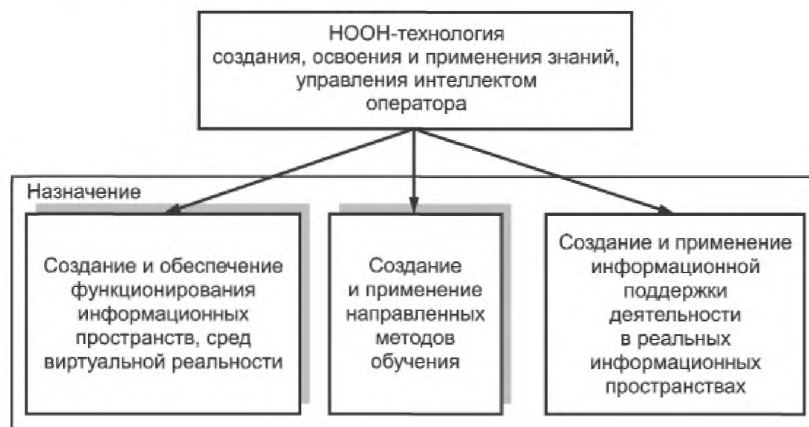 НООН-технология
создания, освоения и применения знаний,
управления интеллектом
оператора
Назначение
Создание и обеспечение
функционирования
информационных
пространств, сред
виртуальной реальности
Создание
и применение
направленных
методов
обучения
Создание и применение
информационной
поддержки
деятельности
в реальных
информационных
пространствах